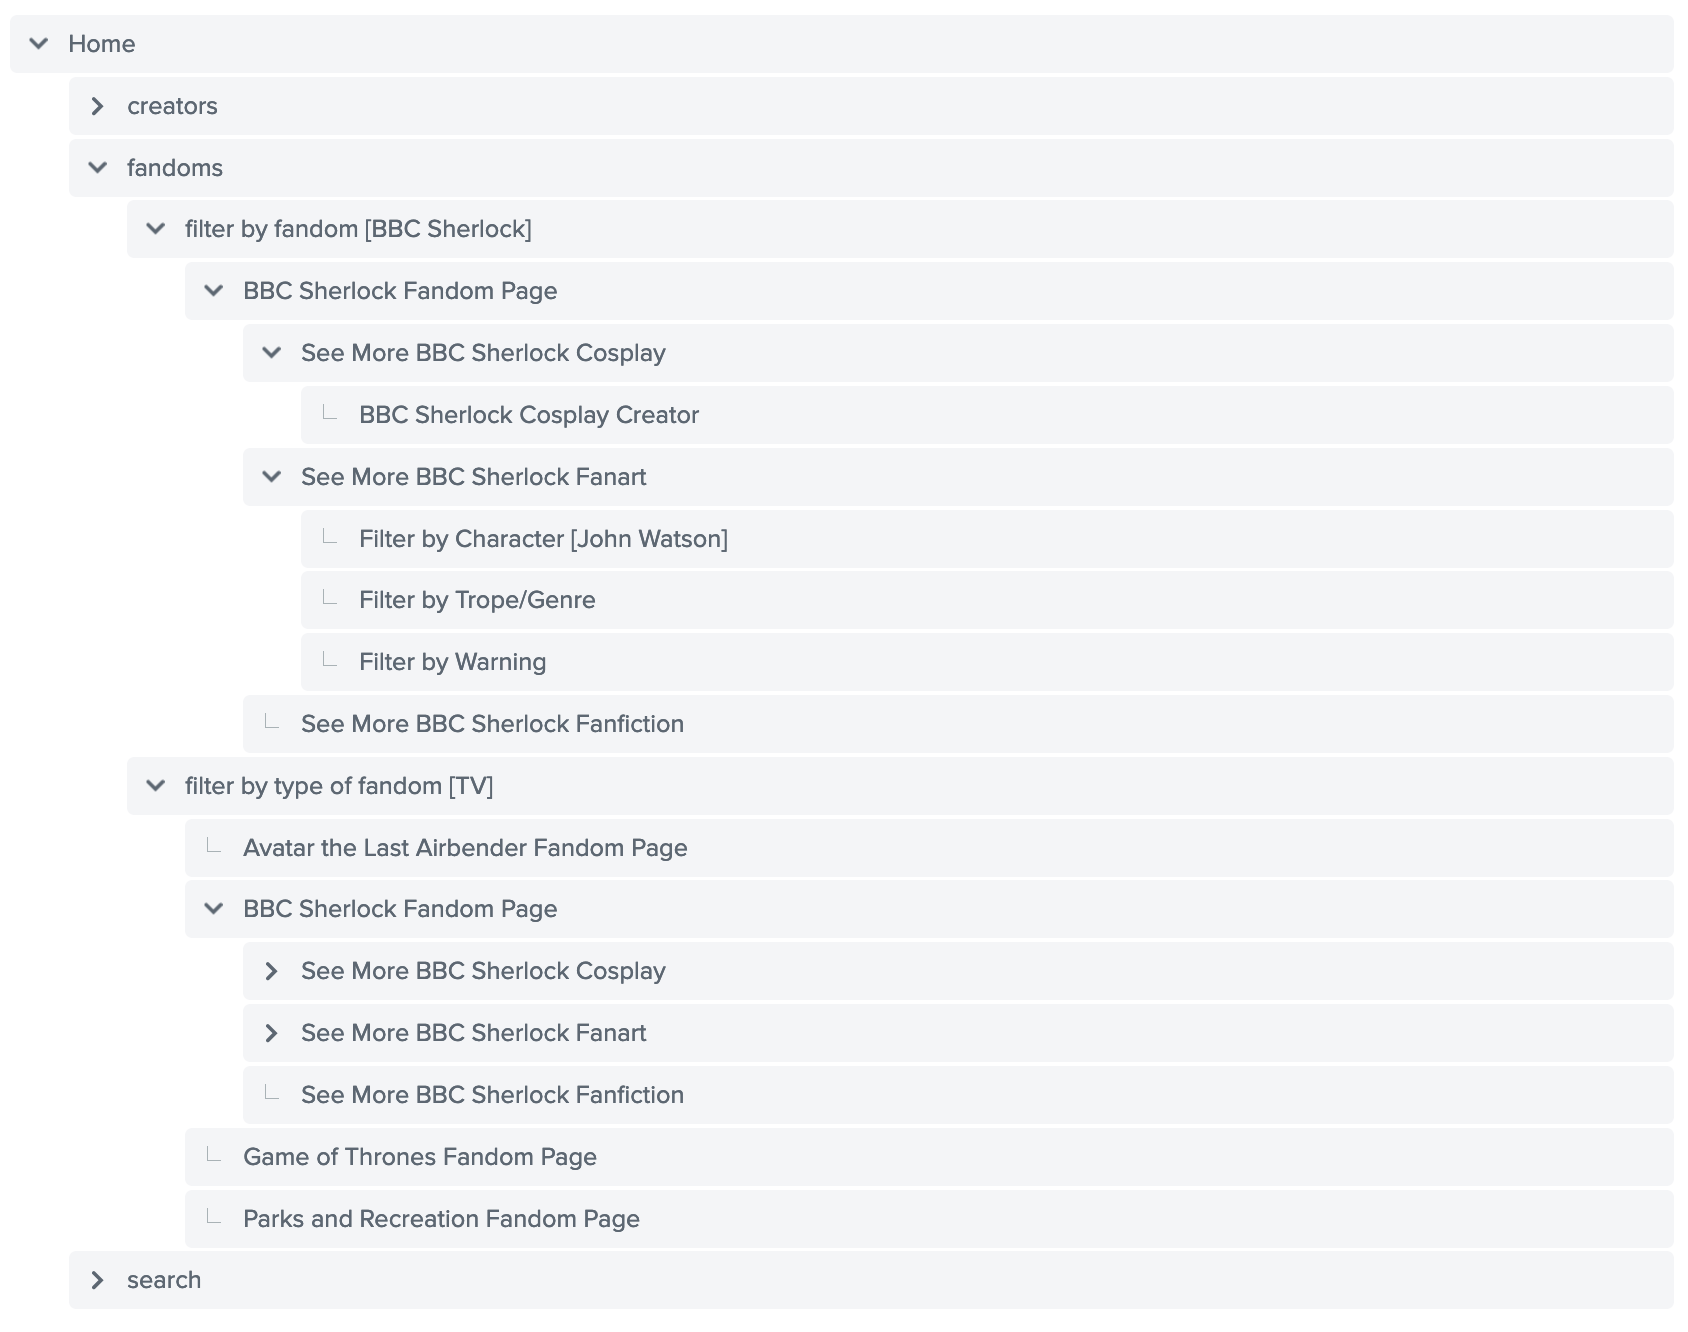 Home
creators
fandoms
filter by fandom [BBC Sherlock]
BBC Sherlock Fandom Page
See More BBC Sherlock Cosplay
BBC Sherlock Cosplay Creator
See More BBC Sherlock Fanart
Filter by Character [John Watson]
Filter by Trope/Genre
Filter by Warning
See More BBC Sherlock Fanfiction
filter by type of fandom [TV]
Avatar the Last Airbender Fandom Page
BBC Sherlock Fandom Page
See More BBC Sherlock Cosplay
See More BBC Sherlock Fanart
See More BBC Sherlock Fanfiction
Game of Thrones Fandom Page
Parks and Recreation Fandom Page
search